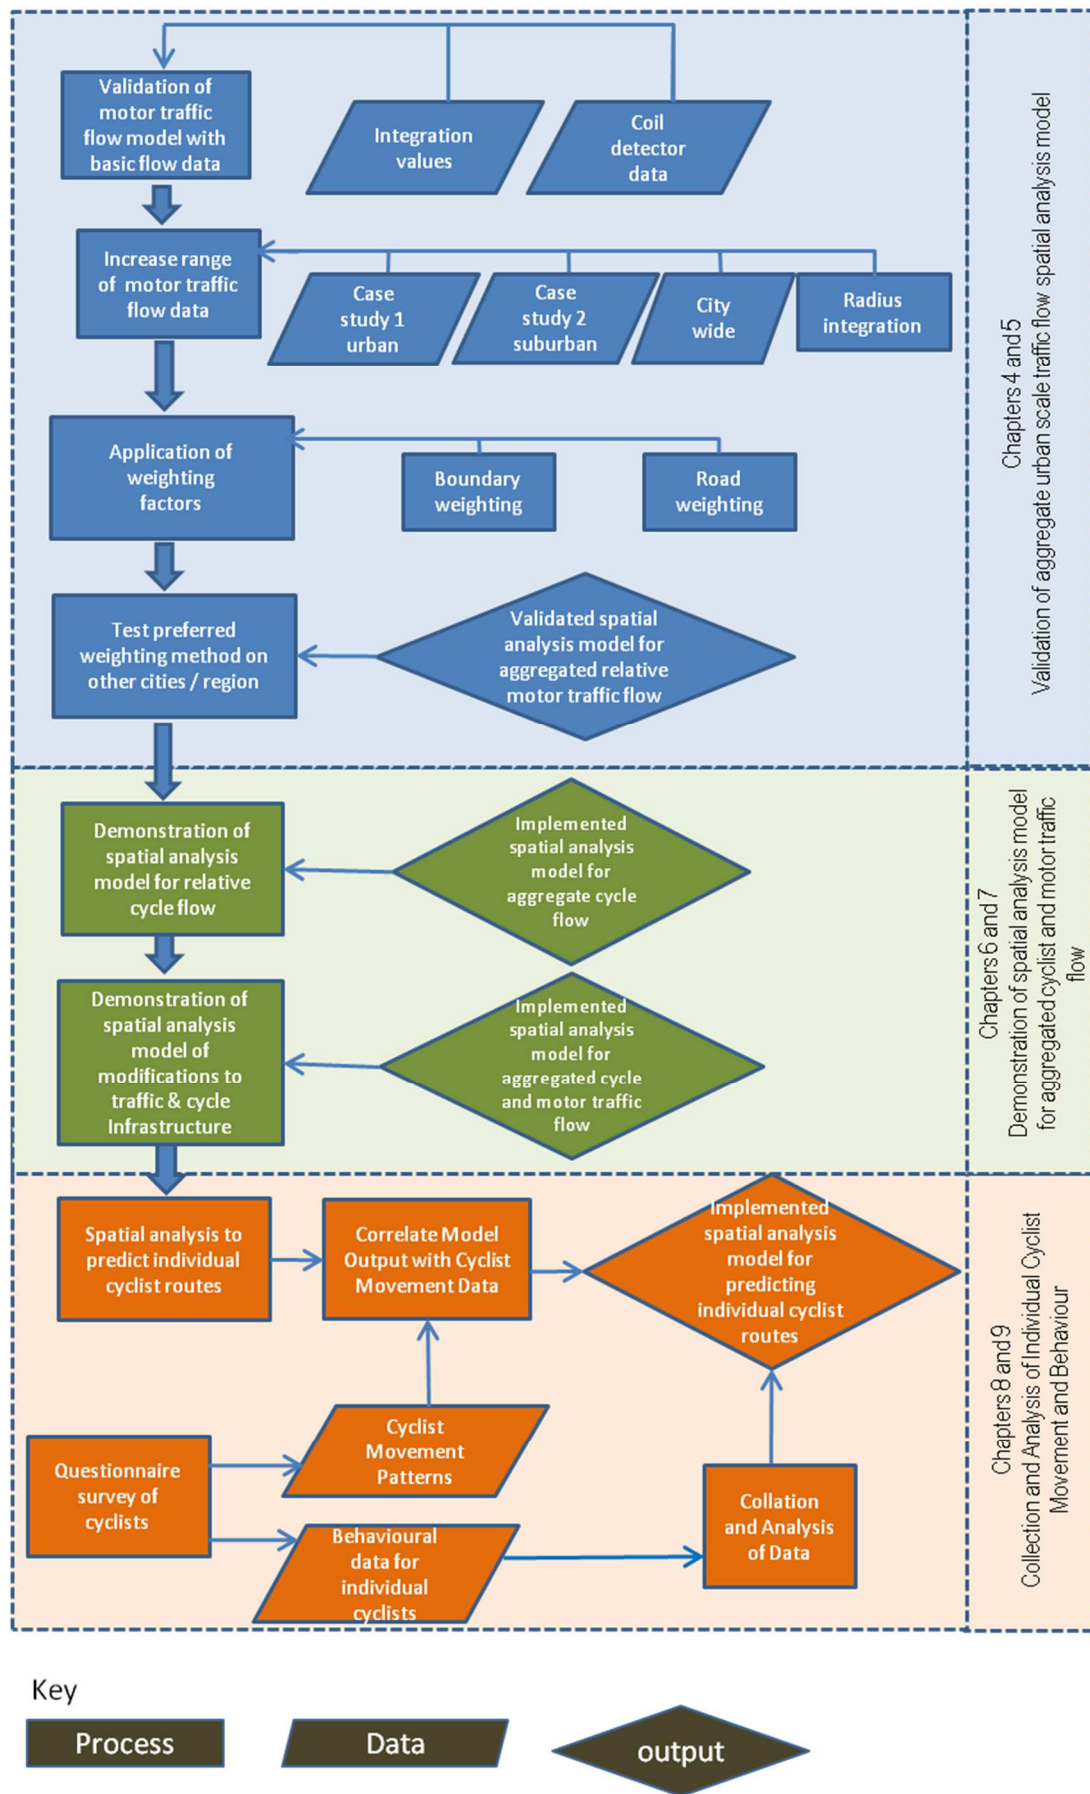 Validation of
motor traffic
flow model with
basic flow data
Integration
values
Coil
detector
data
Increase range
of motor traffic
flow data
Case
study 1
urban
Case
study 2
suburban
City
wide
Radius
integration
Application of
weighting
factors
Boundary
weighting
Road
weighting
Test preferred
weighting method on
other cities / region
Validated spatial
analysis model for
aggregated relative
motor traffic flow
Chapters 4 and 5
Validation of aggregate urban scale traffic flow spatial analysis model
Demonstration of
spatial analysis
model for relative
cycle flow
Implemented
spatial analysis
model for
aggregate cycle
flow
Demonstration of
spatial analysis
model of
modifications to
traffic & cycle
Infrastructure
Implemented
spatial analysis
model for
aggregated cycle
and motor traffic
flow
Chapters 6 and 7
Demonstration of spatial analysis model
for aggregated cyclist and motor traffic
flow
Spatial analysis to
predict individual
cyclist routes
Correlate Model
Output with Cyclist
Movement Data
Implemented
spatial analysis
model for
predicting
individual cyclist
routes
Questionnaire
survey of
cyclists
Cyclist
Movement
Patterns
Behavioural
data for
individual
cyclists
Collation
and Analysis
of Data
Chapters 8 and 9
Collection and Analysis of Individual Cyclist
Movement and Behaviour
Key
Process
Data
output